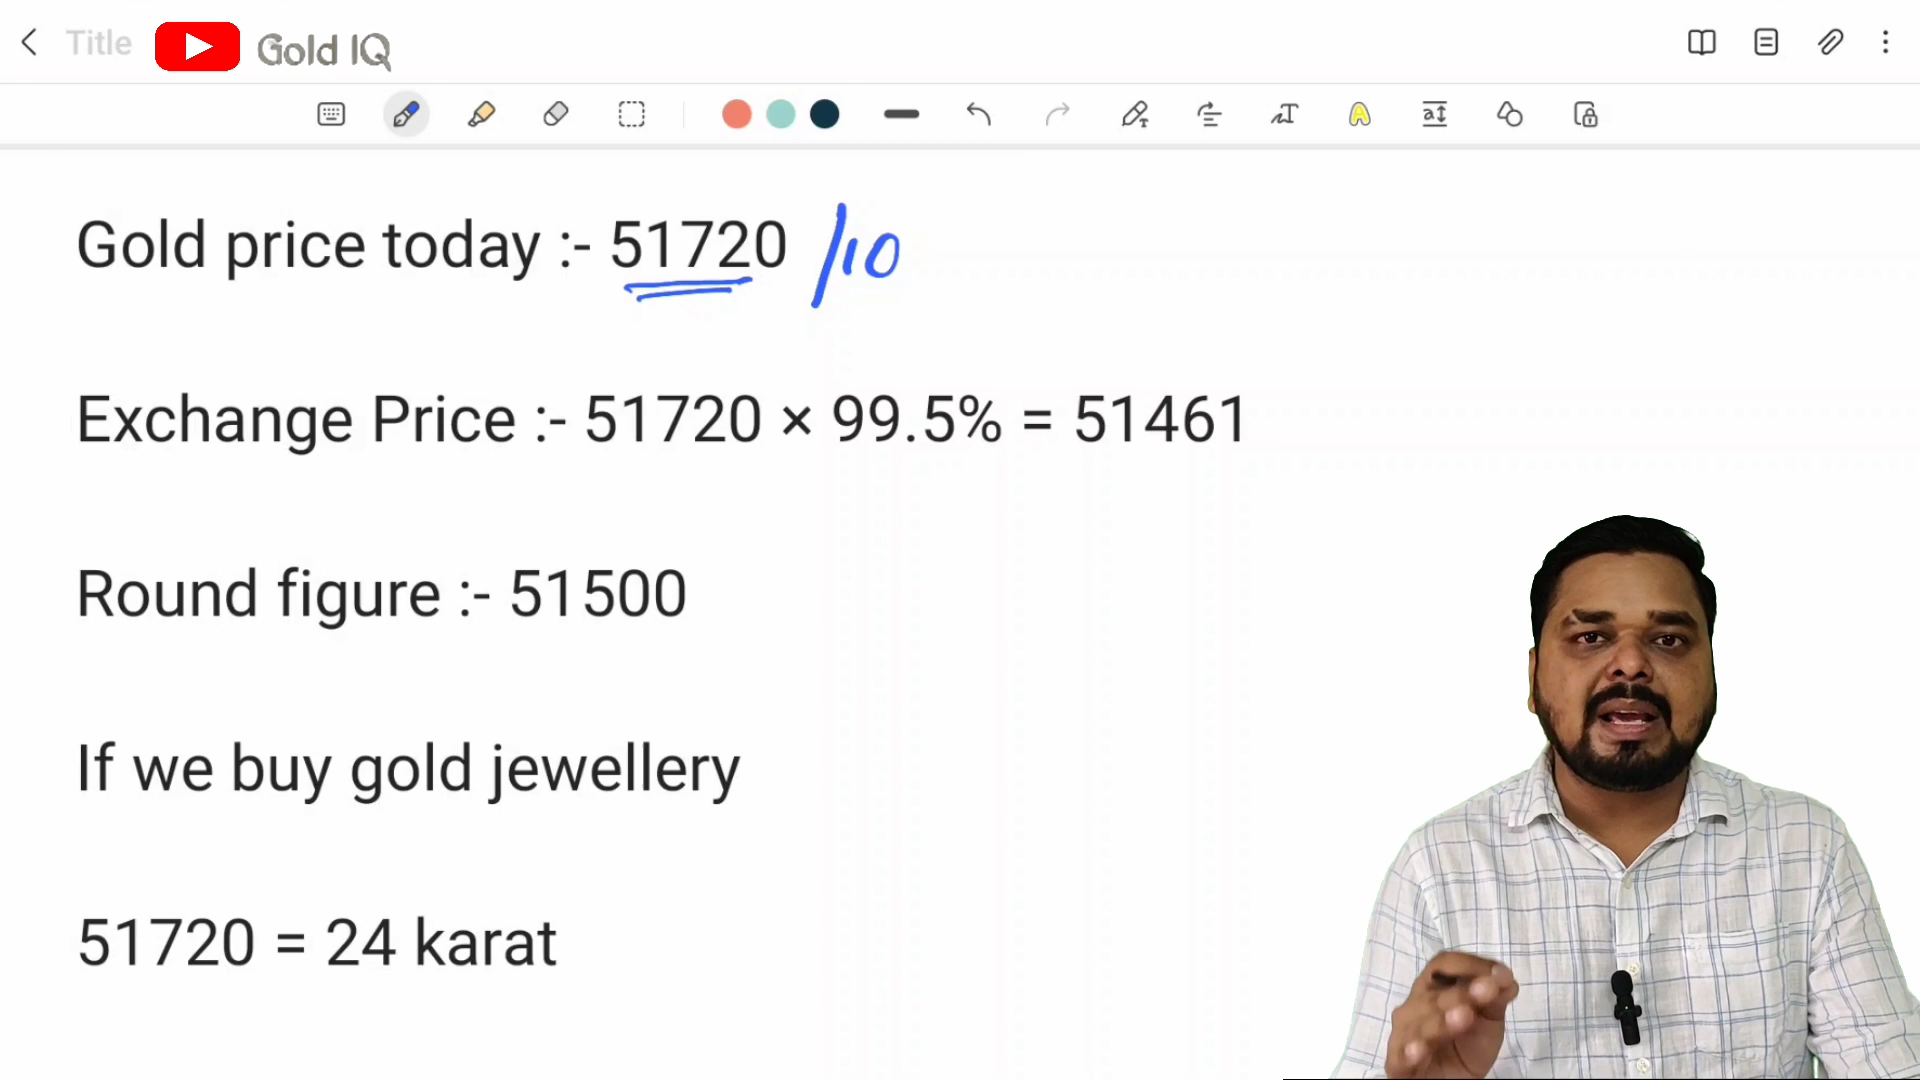 Title Gold IQ
Gold price today :- 51720 /10
Exchange Price :- 51720 × 99.5% = 51461
Round figure :- 51500
If we buy gold jewellery
51720 = 24 karat